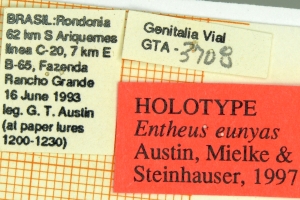 BRASIL:Rondonia
62 km S Ariquemes
linea C-20, 7 km E
B-65, Fazenda
Rancho Grande
16 June 1993
leg. G. T. Austin
(at paper lures
1200-1230)
Genitalia Vial
GTA - 3708
HOLOTYPE
Entheus eunyas
Austin, Mielke &
Steinhauser, 1997